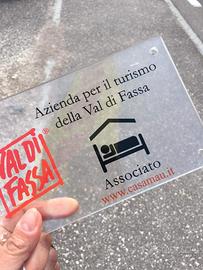 Azienda per il turismo
della Val di Fassa
VAL DI
FASSA
®
Associato
www.casamau.it